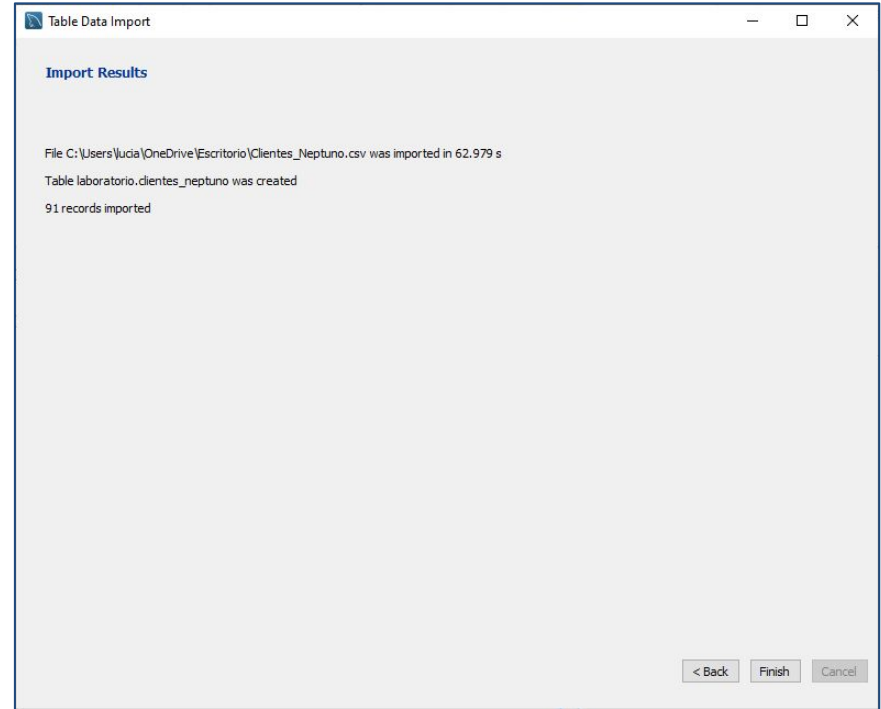 Table Data Import
Import Results
File C:\Users\lucia\OneDrive\Escritorio\Clientes_Neptuno.csv was imported in 62.979 s
Table laboratorio.clientes_neptuno was created
91 records imported
< Back Finish Cancel